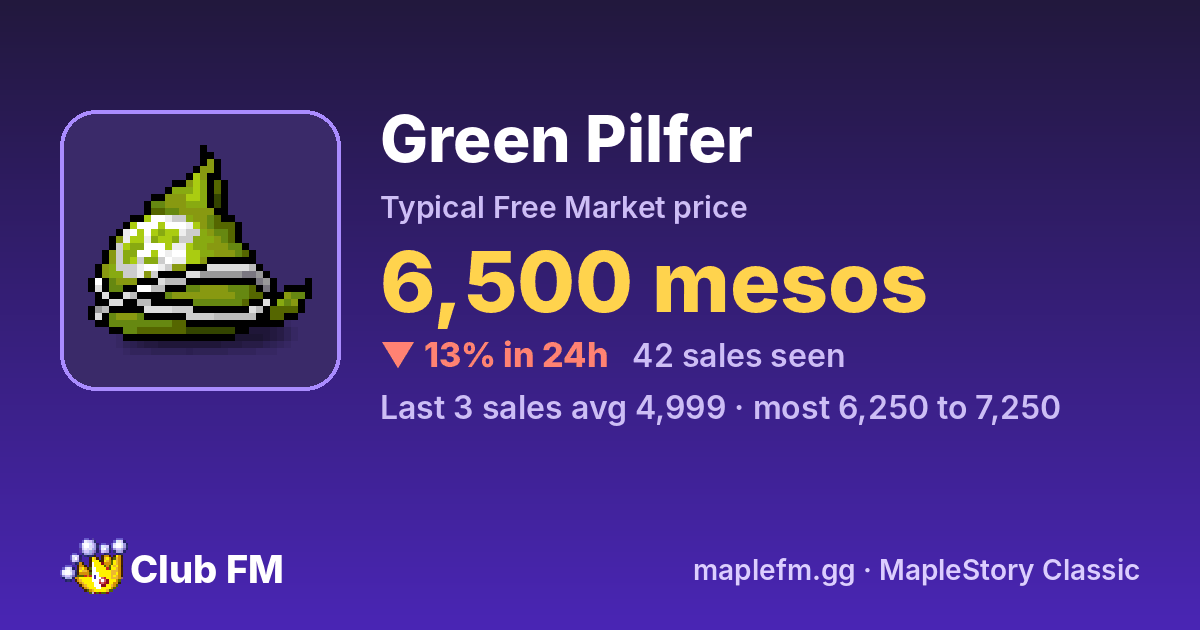 Green Pilfer
Typical Free Market price
6,500 mesos
▼ 13% in 24h 42 sales seen
Last 3 sales avg 4,999 · most 6,250 to 7,250
Club FM
maplefm.gg · MapleStory Classic